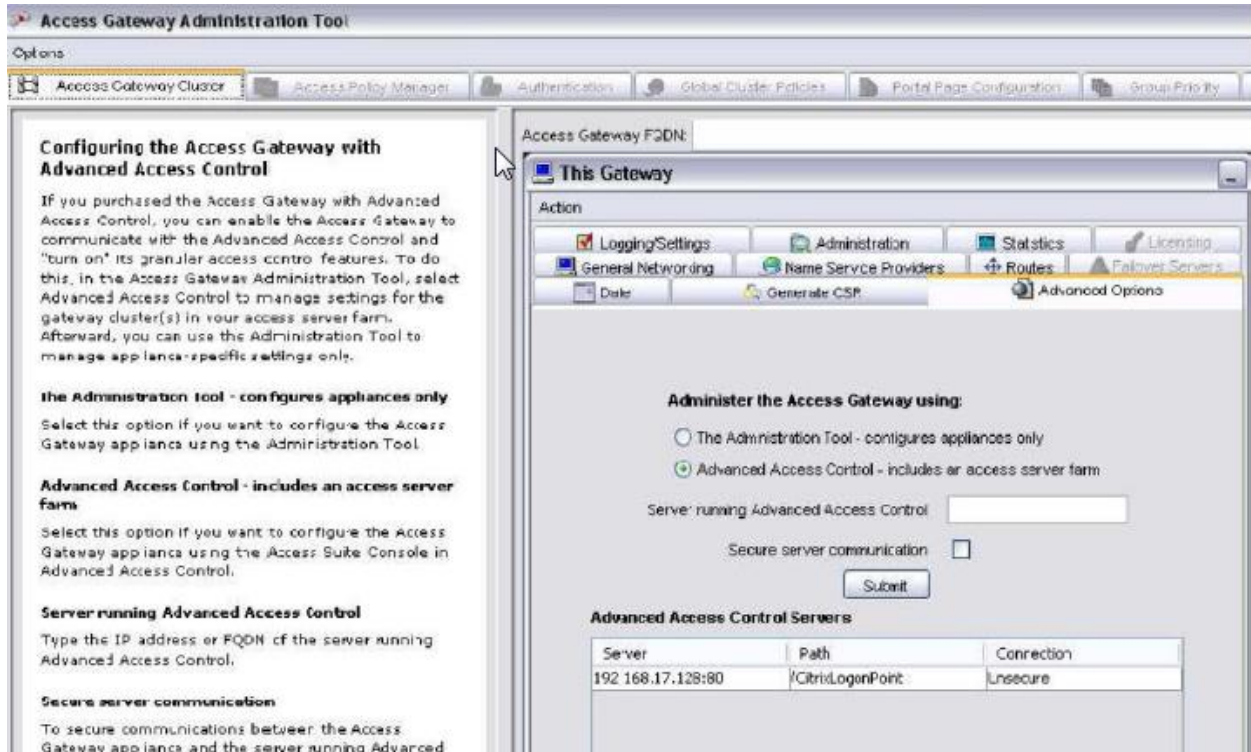 Access Gateway Administration Tool
Options
Access Gateway Cluster
Access Policy Manager
Authentication
Global Cluster Policies
Portal Page Configuration
Group Priority
Configuring the Access Gateway with
Advanced Access Control
If you purchased the Access Gateway with Advanced
Access Control, you can enable the Access Gateway to
communicate with the Advanced Access Control and
"turn on" its granular access control features. To do
this, in the Access Gateway Administration Tool, select
Advanced Access Control to manage settings for the
gateway cluster(s) in your access server farm.
Afterward, you can use the Administration Tool to
manage appliance-specific settings only.
The Administration Tool - configures appliances only
Select this option if you want to configure the Access
Gateway appliance using the Administration Tool.
Advanced Access Control - includes an access server
farm
Select this option if you want to configure the Access
Gateway appliance using the Access Suite Console in
Advanced Access Control.
Server running Advanced Access Control
Type the IP address or FQDN of the server running
Advanced Access Control.
Secure server communication
To secure communications between the Access
Gateway appliance and the server running Advanced
Access Gateway FQDN:
This Gateway
Action
Logging/Settings
Administration
Statistics
Licensing
General Networking
Name Service Providers
Routes
Failover Servers
Date
Generate CSR
Advanced Options
Administer the Access Gateway using:
The Administration Tool - configures appliances only
Advanced Access Control - includes an access server farm
Server running Advanced Access Control
Secure server communication
Submit
Advanced Access Control Servers
Server Path Connection
192.168.17.128:80 /CitrixLogonPoint Unsecure